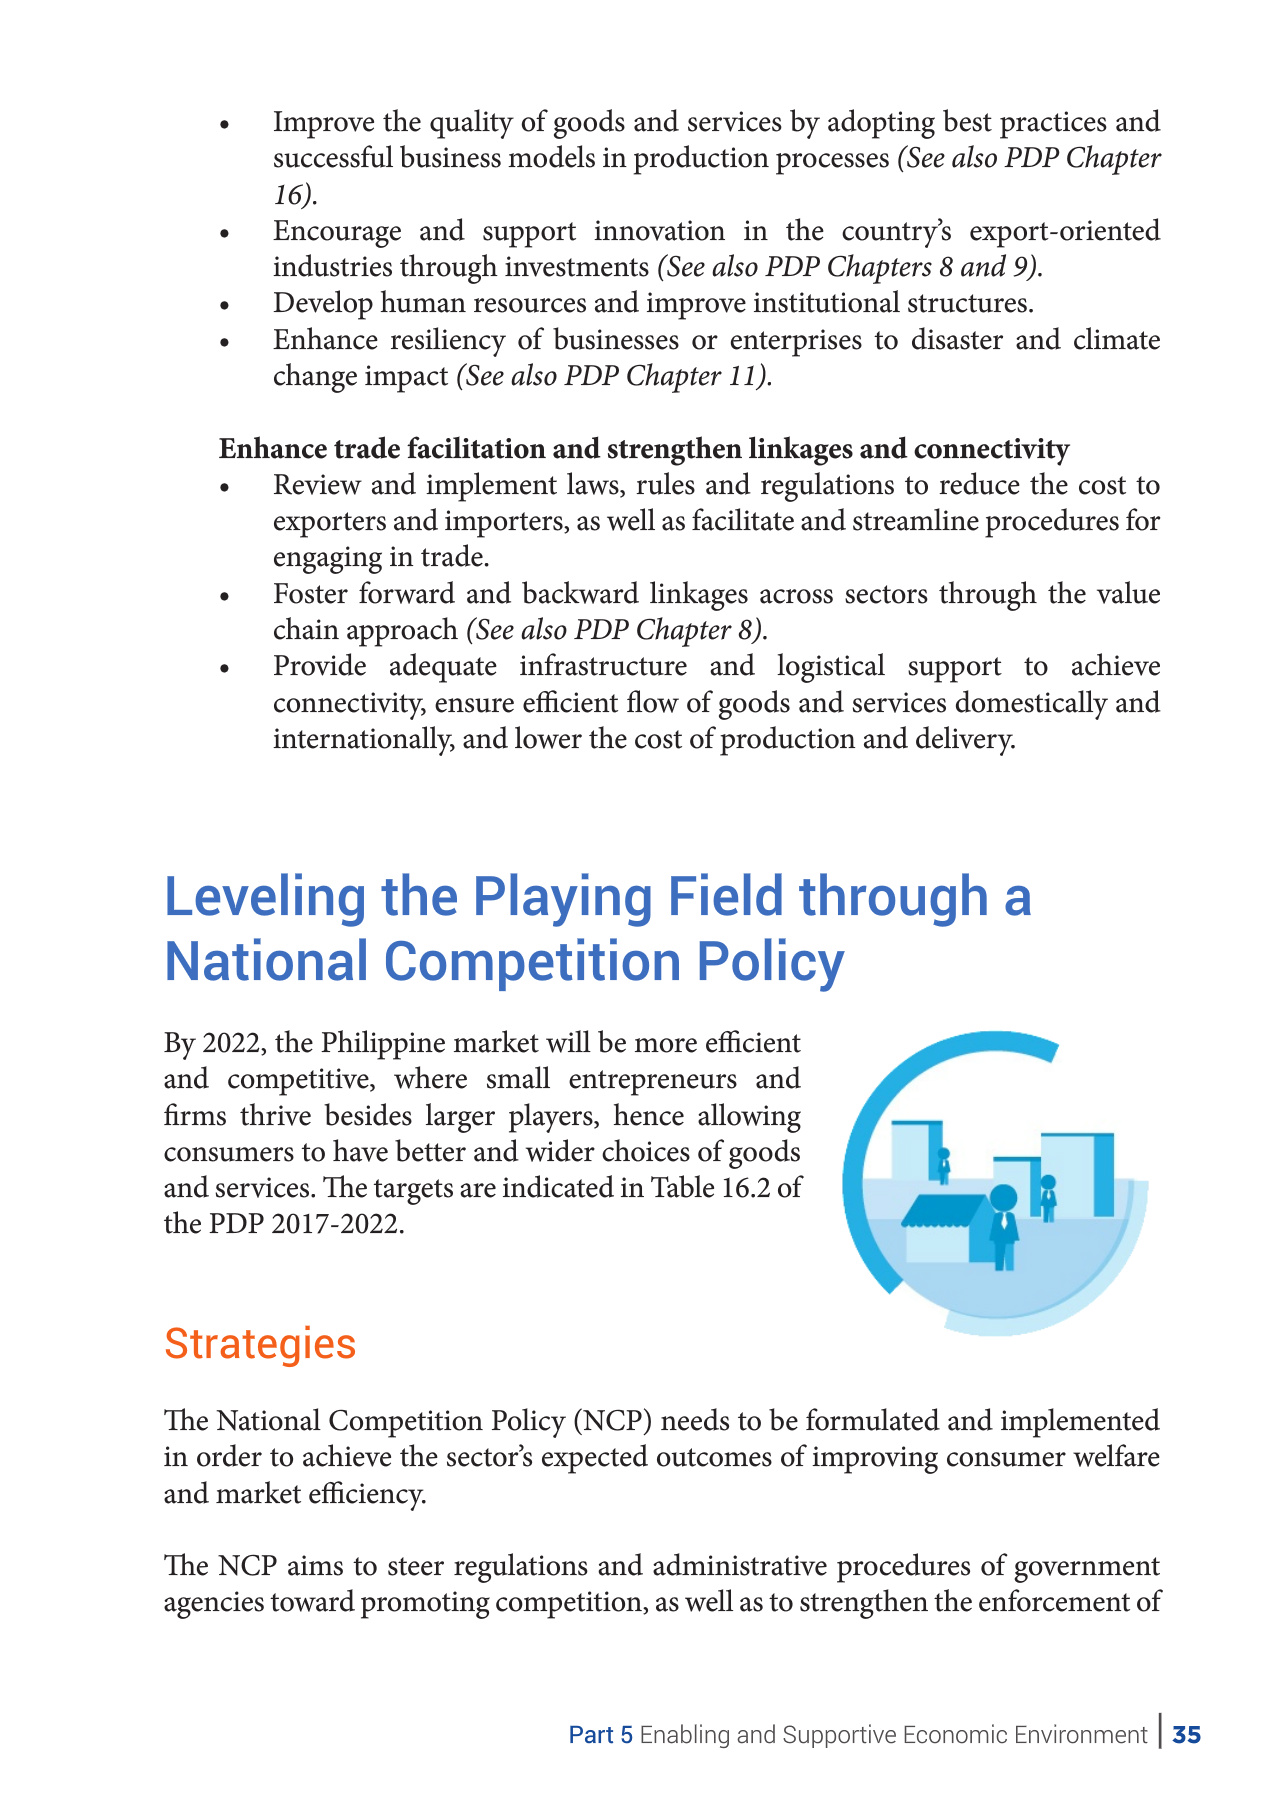 • Improve the quality of goods and services by adopting best practices and
successful business models in production processes (See also PDP Chapter
16).
• Encourage and support innovation in the country’s export-oriented
industries through investments (See also PDP Chapters 8 and 9).
• Develop human resources and improve institutional structures.
• Enhance resiliency of businesses or enterprises to disaster and climate
change impact (See also PDP Chapter 11).
Enhance trade facilitation and strengthen linkages and connectivity
• Review and implement laws, rules and regulations to reduce the cost to
exporters and importers, as well as facilitate and streamline procedures for
engaging in trade.
• Foster forward and backward linkages across sectors through the value
chain approach (See also PDP Chapter 8).
• Provide adequate infrastructure and logistical support to achieve
connectivity, ensure efficient flow of goods and services domestically and
internationally, and lower the cost of production and delivery.
Leveling the Playing Field through a
National Competition Policy
By 2022, the Philippine market will be more efficient
and competitive, where small entrepreneurs and
firms thrive besides larger players, hence allowing
consumers to have better and wider choices of goods
and services. The targets are indicated in Table 16.2 of
the PDP 2017-2022.
Strategies
The National Competition Policy (NCP) needs to be formulated and implemented
in order to achieve the sector’s expected outcomes of improving consumer welfare
and market efficiency.
The NCP aims to steer regulations and administrative procedures of government
agencies toward promoting competition, as well as to strengthen the enforcement of
Part 5 Enabling and Supportive Economic Environment | 35